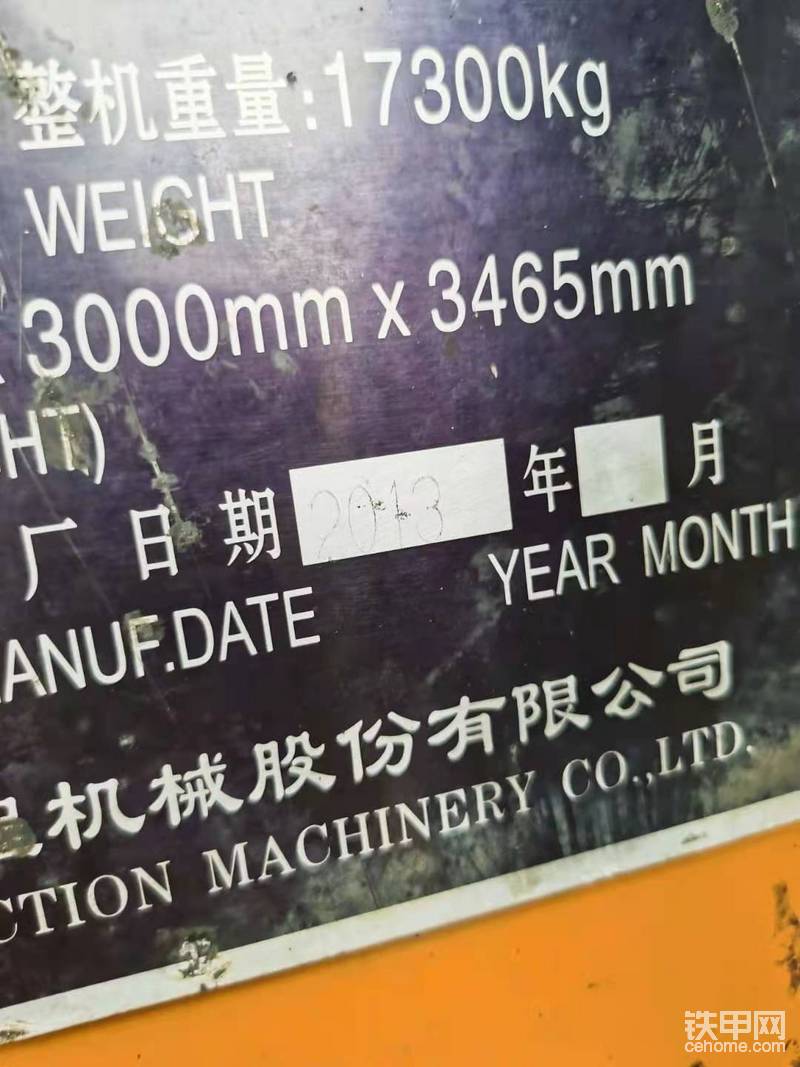 整机重量:17300kg
WEIGHT
3000mm x 3465mm
HT)
厂日期 2013 年 月
ANUF.DATE YEAR MONTH
机械股份有限公司
CTION MACHINERY CO.,LTD.
铁甲网
cehome.com